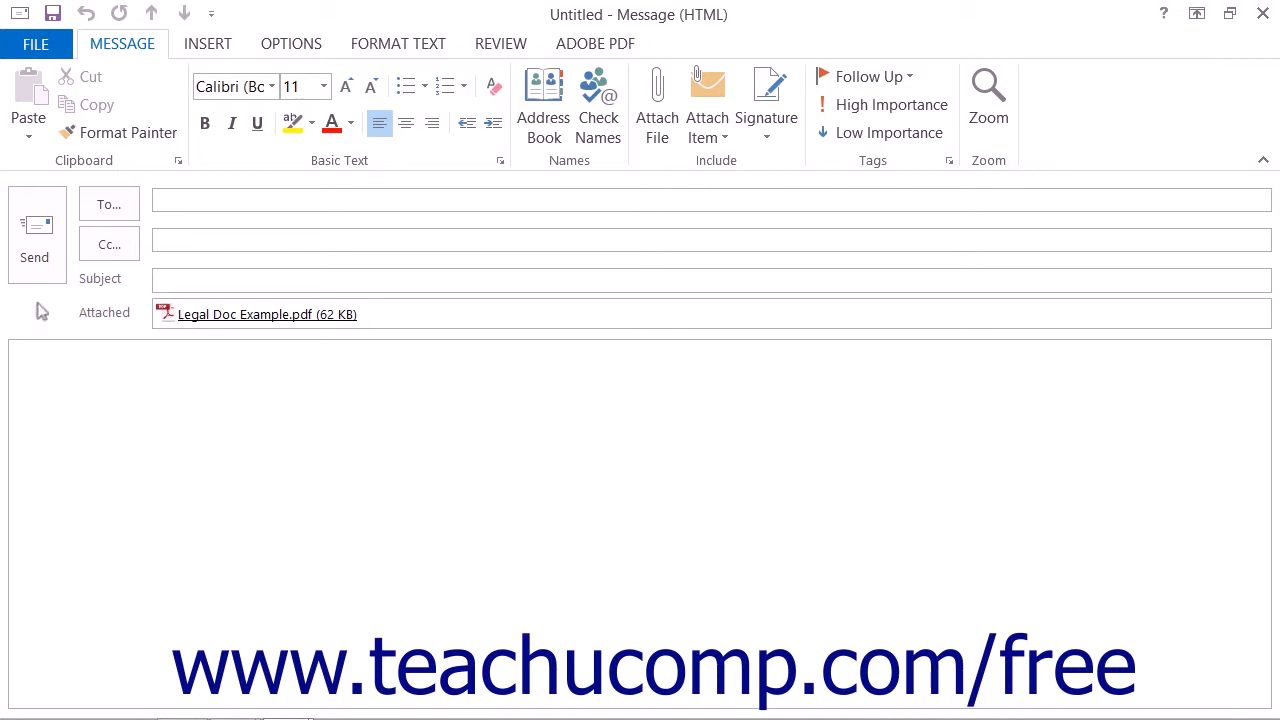 Untitled - Message (HTML)
?
FILE MESSAGE INSERT OPTIONS FORMAT TEXT REVIEW ADOBE PDF
Paste
Cut
Copy
Format Painter
Clipboard
Calibri (Bc 11
B I U
Basic Text
Address Book
Check Names
Names
Attach File
Attach Item
Signature
Include
Follow Up
High Importance
Low Importance
Tags
Zoom
Zoom
Send
To...
Cc...
Subject
Attached
Legal Doc Example.pdf (62 KB)
www.teachucomp.com/free